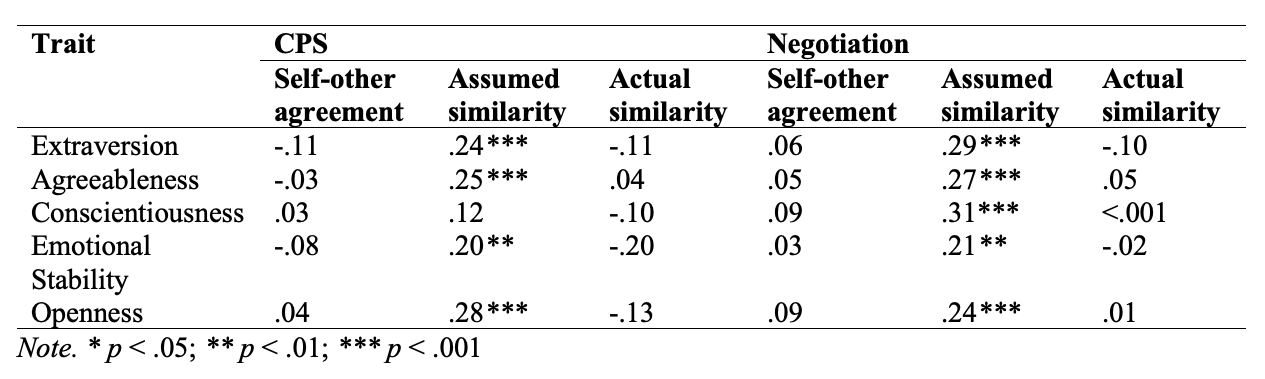 Trait CPS Negotiation
Self-other Assumed Actual Self-other Assumed Actual
agreement similarity similarity agreement similarity similarity
Extraversion -.11 .24*** -.11 .06 .29*** -.10
Agreeableness -.03 .25*** .04 .05 .27*** .05
Conscientiousness .03 .12 -.10 .09 .31*** <.001
Emotional -.08 .20** -.20 .03 .21** -.02
Stability
Openness .04 .28*** -.13 .09 .24*** .01
Note. * p < .05; ** p < .01; *** p < .001